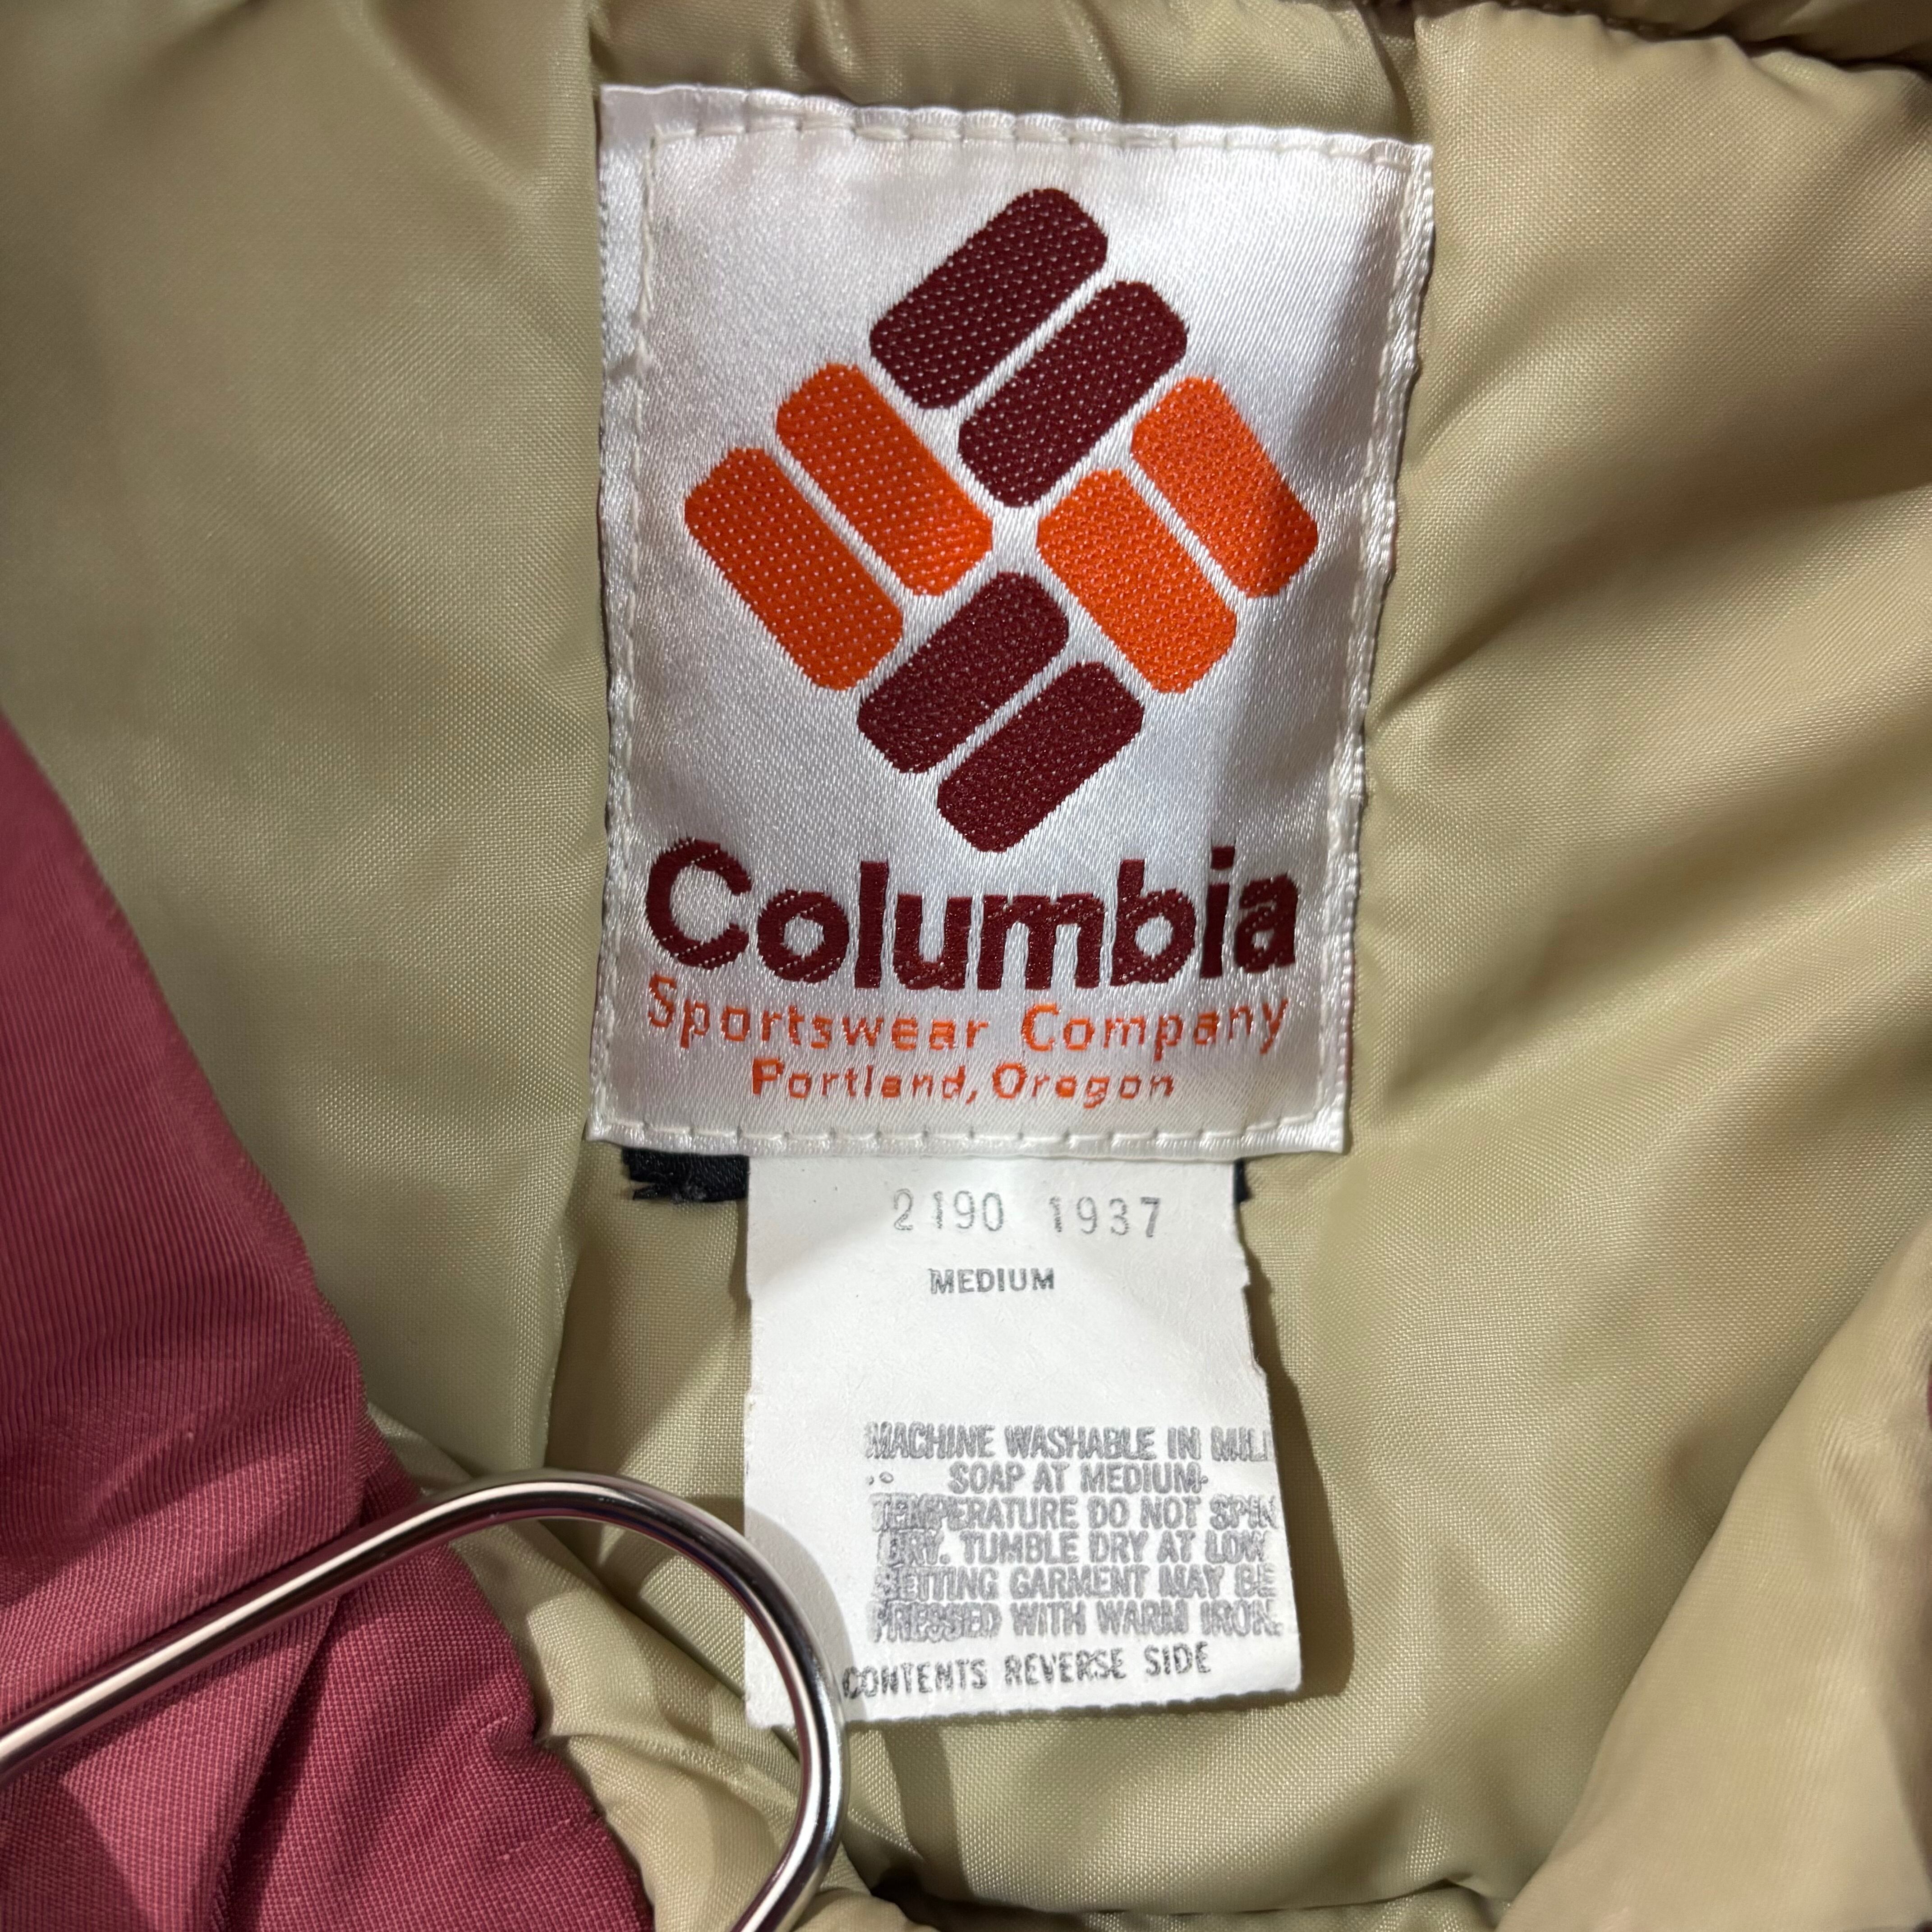 Columbia
Sportswear Company
Portland, Oregon
2190 1937
MEDIUM
MACHINE WASHABLE IN MILD
SOAP AT MEDIUM
TEMPERATURE DO NOT SPIN
DRY. TUMBLE DRY AT LOW
SETTING GARMENT MAY BE
PRESSED WITH WARM IRON.
CONTENTS REVERSE SIDE